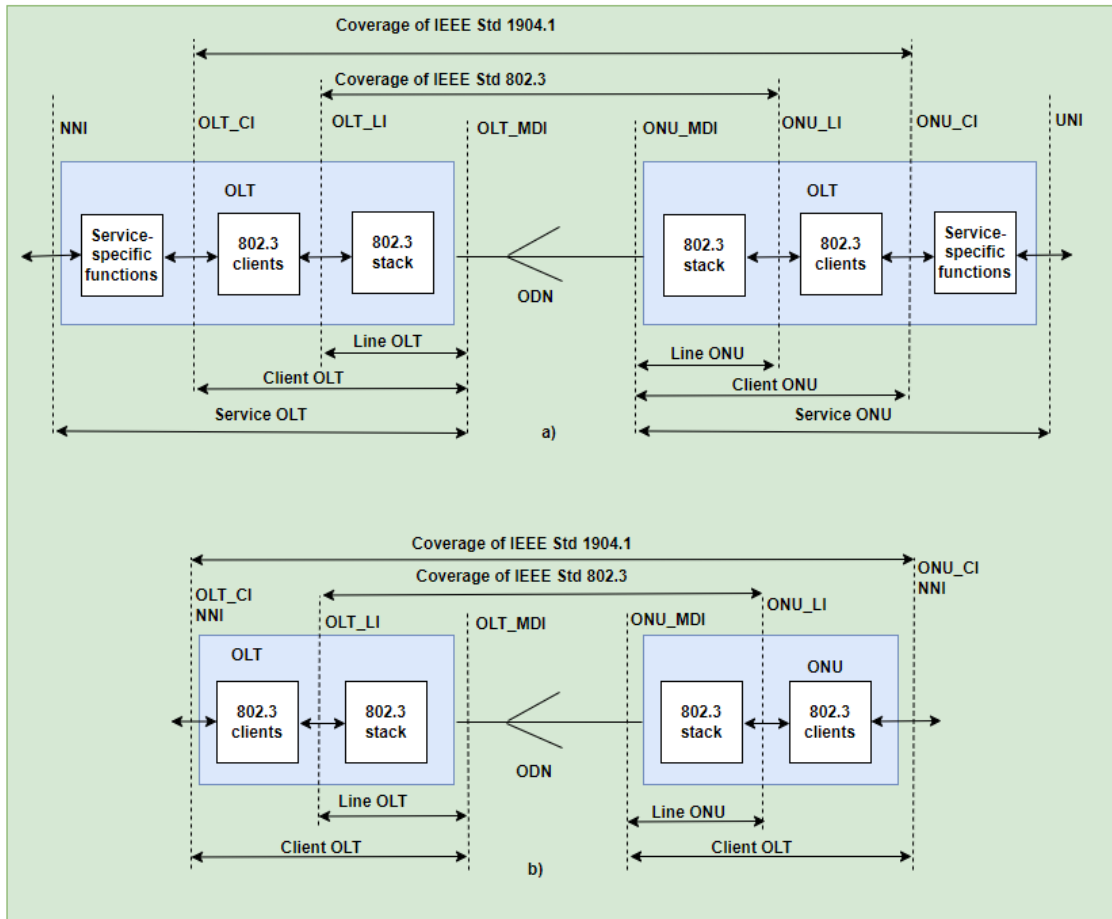 Coverage of IEEE Std 1904.1
Coverage of IEEE Std 802.3
NNI
OLT_CI
OLT_LI
OLT_MDI
ONU_MDI
ONU_LI
ONU_CI
UNI
OLT
OLT
Service-
specific
functions
802.3
clients
802.3
stack
ODN
802.3
stack
802.3
clients
Service-
specific
functions
Line OLT
Line ONU
Client OLT
Client ONU
Service OLT
Service ONU
a)
Coverage of IEEE Std 1904.1
Coverage of IEEE Std 802.3
OLT_CI
NNI
OLT_LI
OLT_MDI
ONU_MDI
ONU_LI
ONU_CI
NNI
OLT
ONU
802.3
clients
802.3
stack
ODN
802.3
stack
802.3
clients
Line OLT
Line ONU
Client OLT
Client OLT
b)